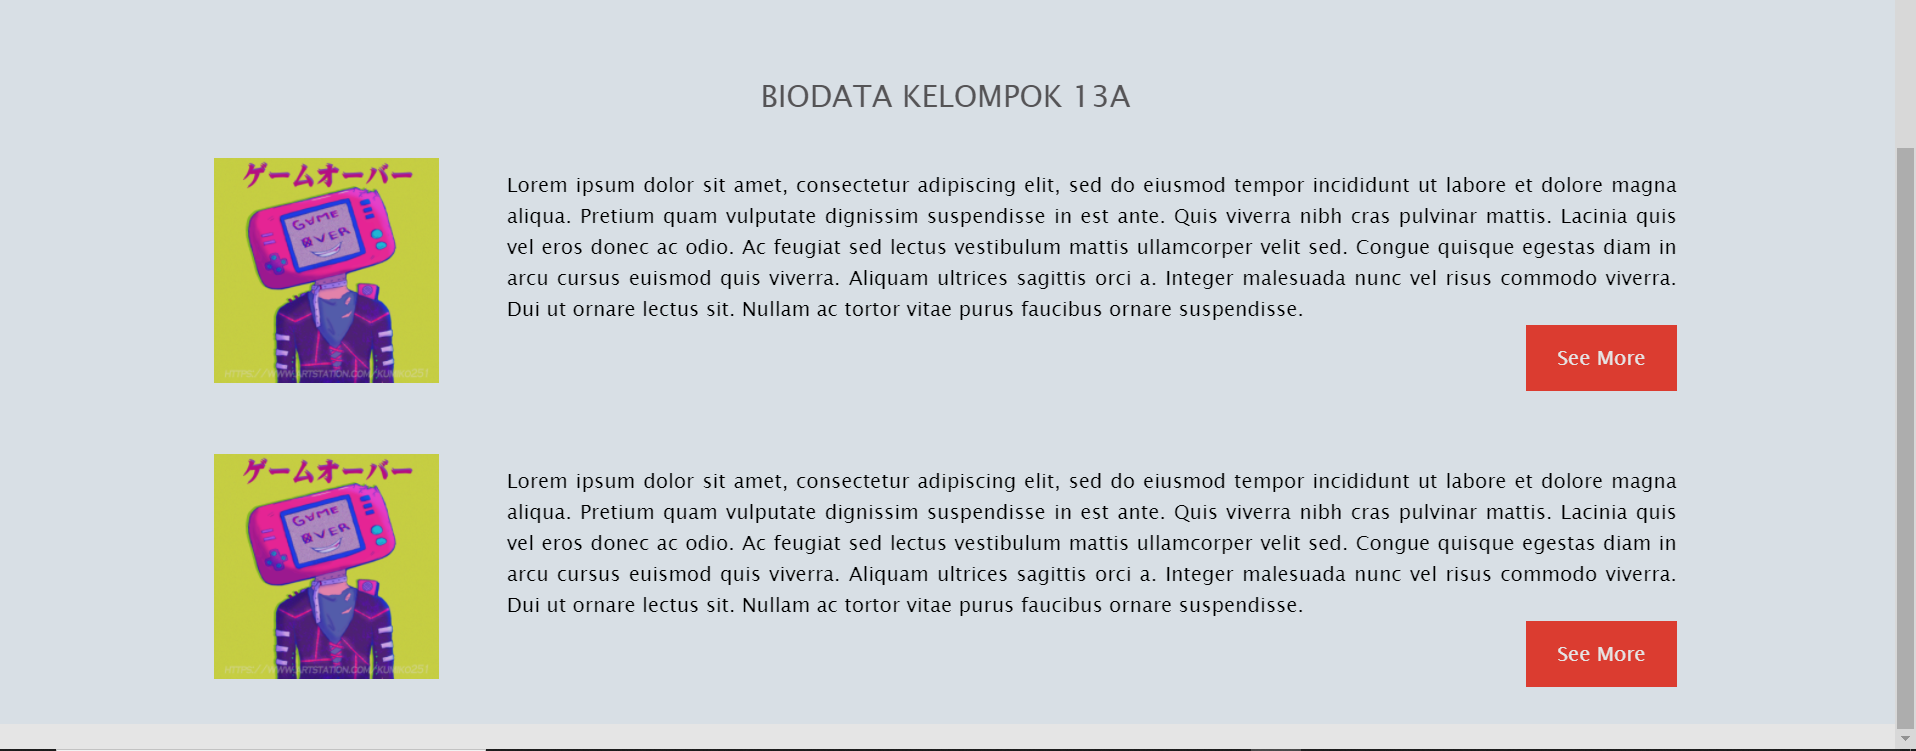 BIODATA KELOMPOK 13A
ゲームオーバー
GAME
OVER
HTTPS://WWW.ARTSTATION.COM/KUNIKO251
Lorem ipsum dolor sit amet, consectetur adipiscing elit, sed do eiusmod tempor incididunt ut labore et dolore magna
aliqua. Pretium quam vulputate dignissim suspendisse in est ante. Quis viverra nibh cras pulvinar mattis. Lacinia quis
vel eros donec ac odio. Ac feugiat sed lectus vestibulum mattis ullamcorper velit sed. Congue quisque egestas diam in
arcu cursus euismod quis viverra. Aliquam ultrices sagittis orci a. Integer malesuada nunc vel risus commodo viverra.
Dui ut ornare lectus sit. Nullam ac tortor vitae purus faucibus ornare suspendisse.
See More
ゲームオーバー
GAME
OVER
Lorem ipsum dolor sit amet, consectetur adipiscing elit, sed do eiusmod tempor incididunt ut labore et dolore magna
aliqua. Pretium quam vulputate dignissim suspendisse in est ante. Quis viverra nibh cras pulvinar mattis. Lacinia quis
vel eros donec ac odio. Ac feugiat sed lectus vestibulum mattis ullamcorper velit sed. Congue quisque egestas diam in
arcu cursus euismod quis viverra. Aliquam ultrices sagittis orci a. Integer malesuada nunc vel risus commodo viverra.
Dui ut ornare lectus sit. Nullam ac tortor vitae purus faucibus ornare suspendisse.
See More